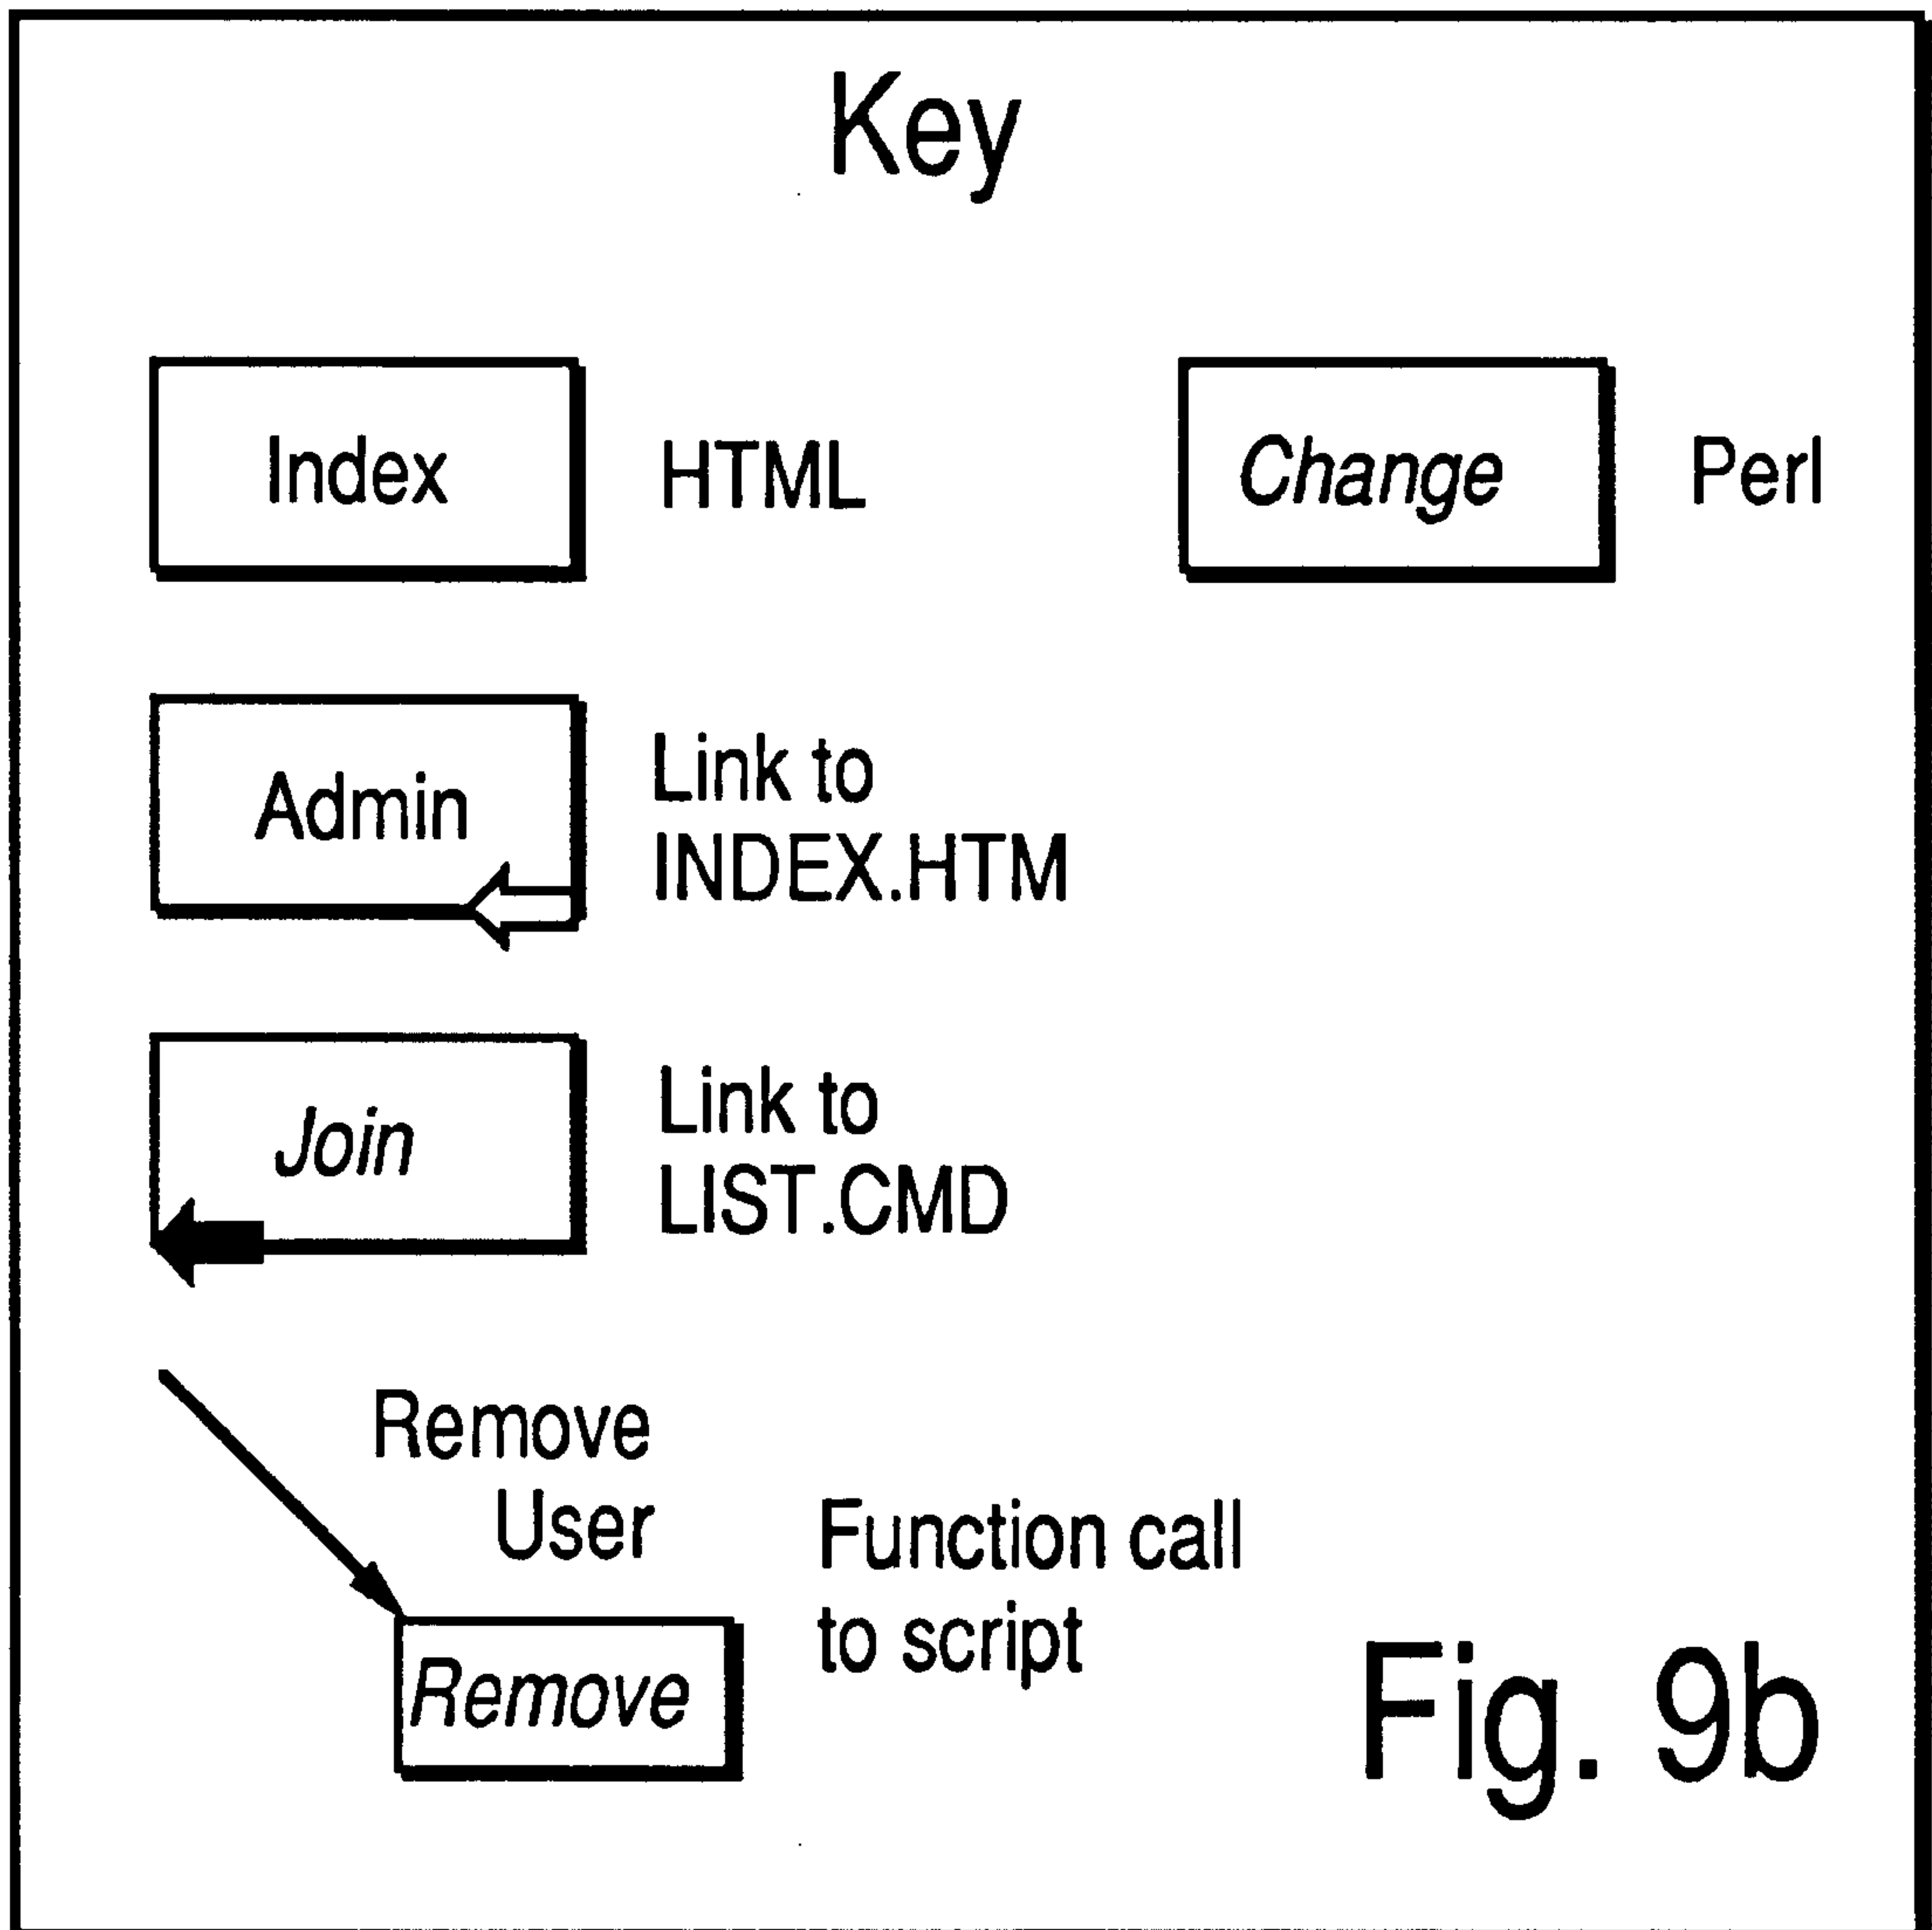 Key
Index
HTML
Change
Perl
Admin
Link to
INDEX.HTM
Join
Link to
LIST.CMD
Remove
User
Function call
to script
Remove
Fig. 9b